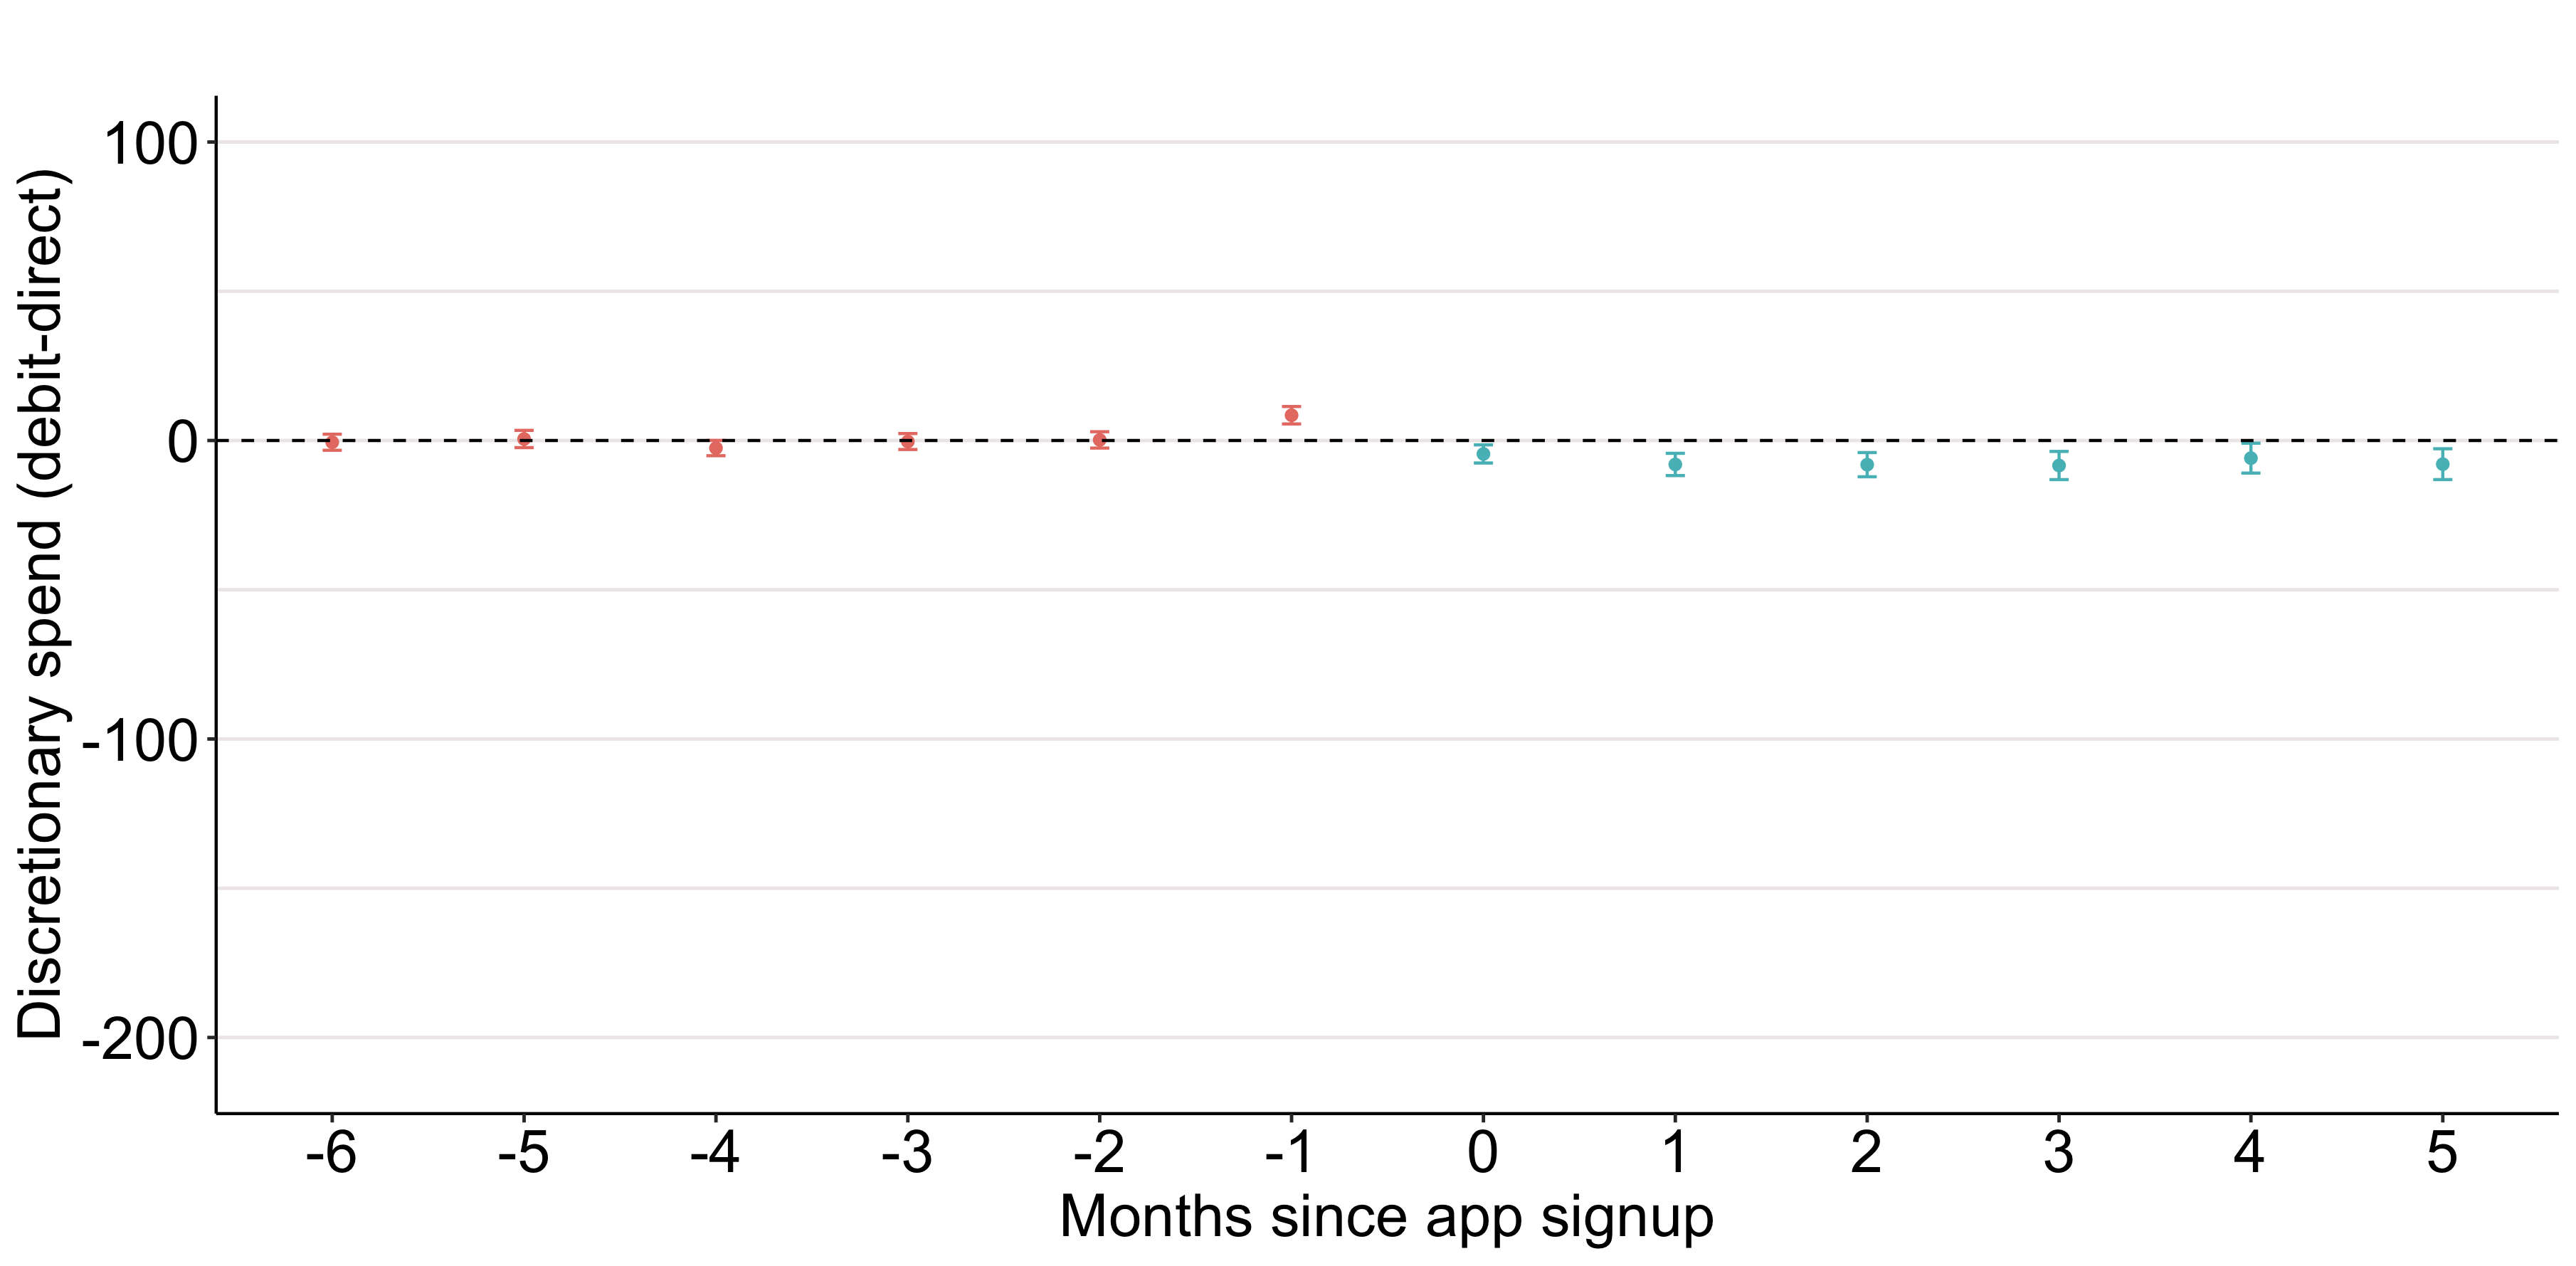 Discretionary spend (debit-direct)
100
0
-100
-200
-6 -5 -4 -3 -2 -1 0 1 2 3 4 5
Months since app signup